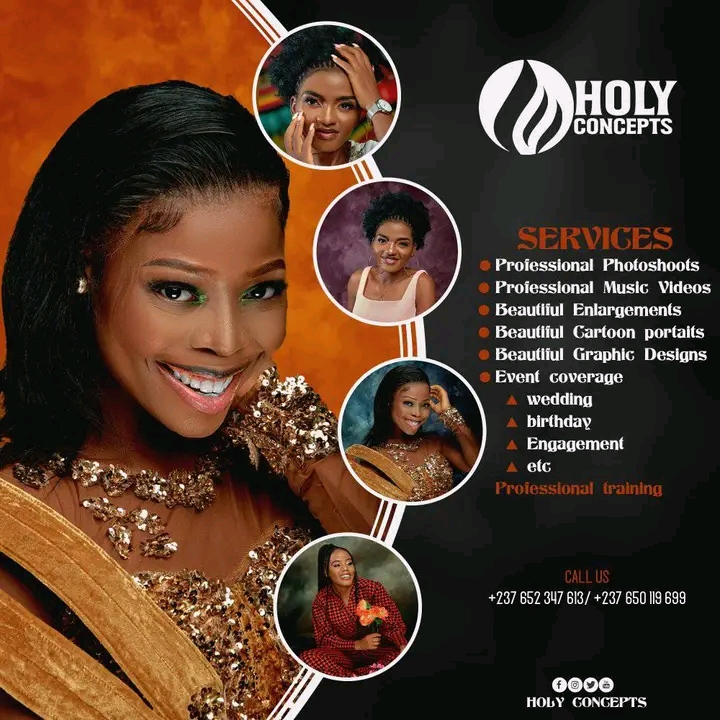 HOLY
CONCEPTS
SERVICES
Professional Photoshoots
Professional Music Videos
Beautiful Enlargements
Beautiful Cartoon portaits
Beautiful Graphic Designs
Event coverage
wedding
birthday
Engagement
etc
Professional training
CALL US
+237 652 347 613/ +237 650 119 699
HOLY CONCEPTS